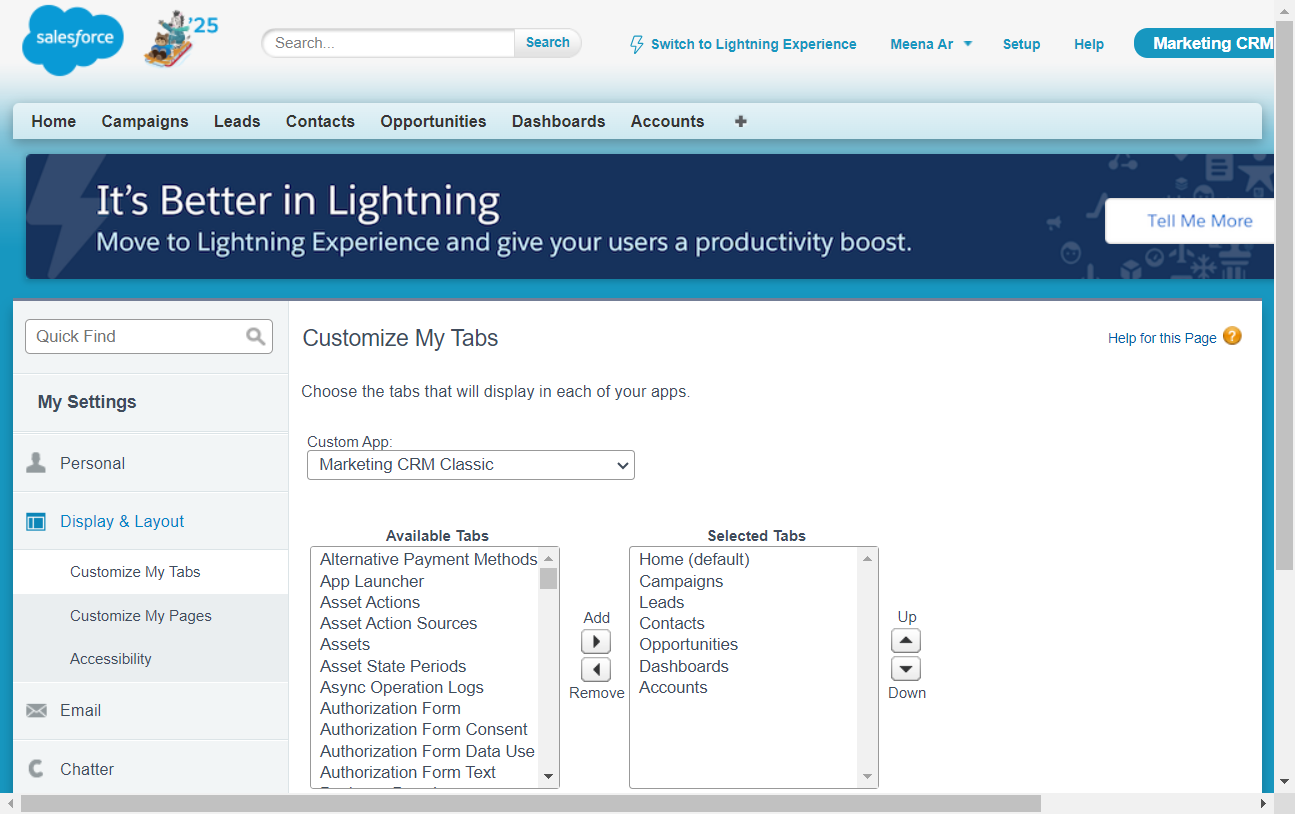 salesforce
'25
Search...
Search
Switch to Lightning Experience
Meena Ar
Setup
Help
Marketing CRM
Home
Campaigns
Leads
Contacts
Opportunities
Dashboards
Accounts
+
It's Better in Lightning
Move to Lightning Experience and give your users a productivity boost.
Tell Me More
Quick Find
My Settings
Personal
Display & Layout
Customize My Tabs
Customize My Pages
Accessibility
Email
Chatter
Customize My Tabs
Help for this Page
?
Choose the tabs that will display in each of your apps.
Custom App:
Marketing CRM Classic
Available Tabs
Alternative Payment Methods
App Launcher
Asset Actions
Asset Action Sources
Assets
Asset State Periods
Async Operation Logs
Authorization Form
Authorization Form Consent
Authorization Form Data Use
Authorization Form Text
Add
Remove
Selected Tabs
Home (default)
Campaigns
Leads
Contacts
Opportunities
Dashboards
Accounts
Up
Down